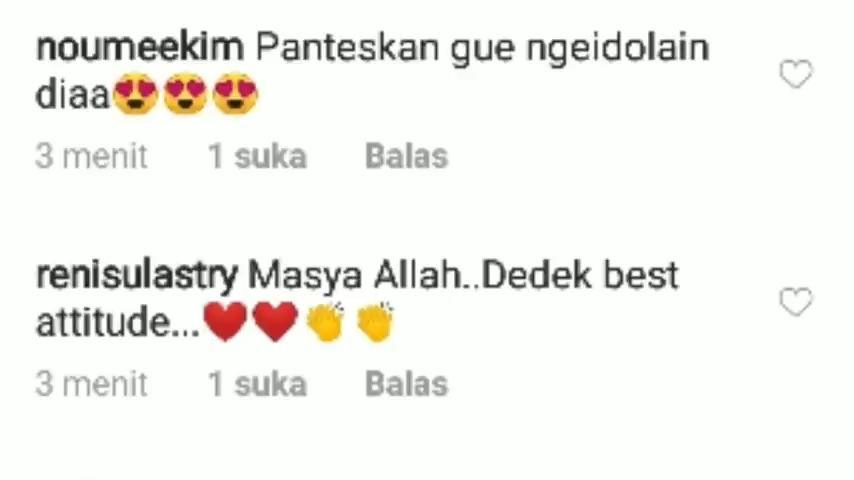 noumeekim Panteskan gue ngeidolain
diaa😍😍😍
3 menit 1 suka Balas
renisulastry Masya Allah..Dedek best
attitude...❤️❤️👏👏
3 menit 1 suka Balas